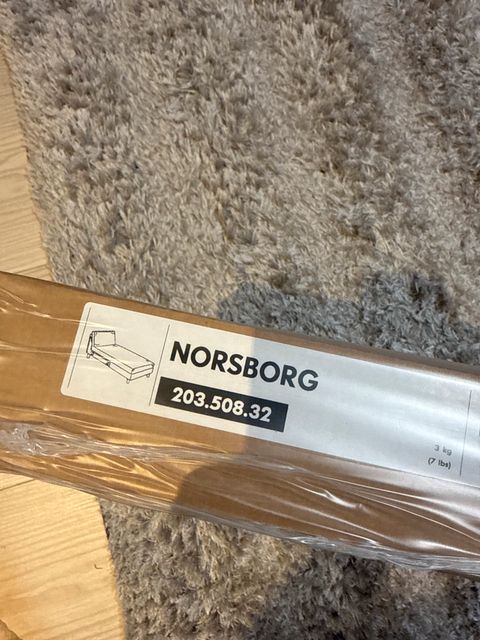 NORSBORG
203.508.32
3 kg
(7 lbs)